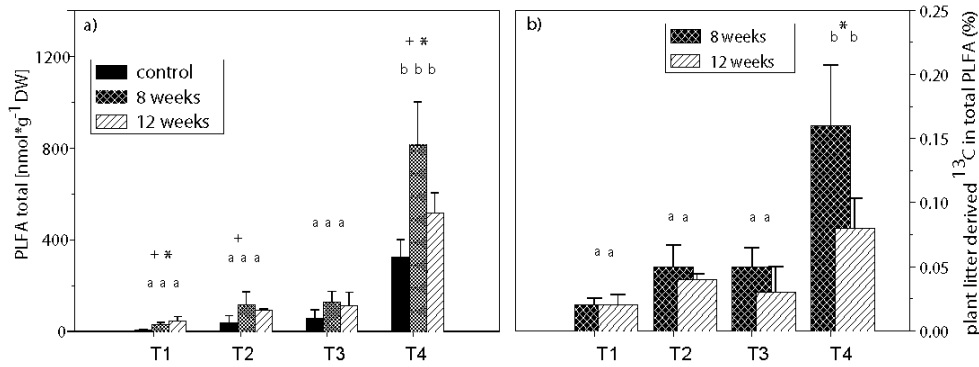 a)
1200
800
400
0
PLFA total [nmol*g-1 DW]
control
8 weeks
12 weeks
+ *
a a a
+
a a a
a a a
+ *
b b b
T1 T2 T3 T4
b)
8 weeks
12 weeks
a a
a a
a a
*
b b
T1 T2 T3 T4
0.25
0.20
0.15
0.10
0.05
0.00
plant litter derived 13C in total PLFA (%)